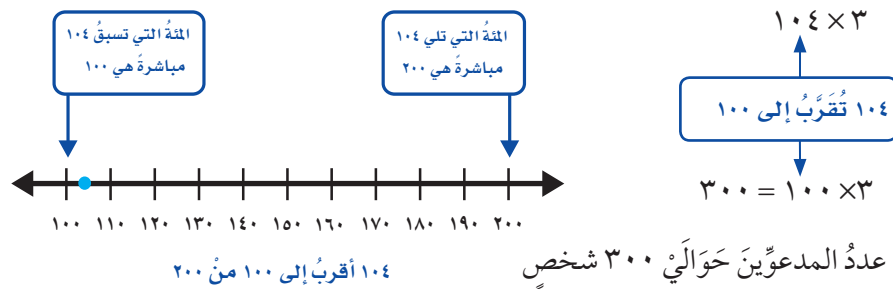 ١٠٤ × ٣
١٠٤ تُقَرَّبُ إلى ١٠٠
٣٠٠ = ١٠٠ × ٣
عددُ المدعوِّينَ حَوَالَيْ ٣٠٠ شخصٍ
المئةُ التي تلي ١٠٤
مباشرةً هي ٢٠٠
المئةُ التي تسبقُ ١٠٤
مباشرةً هي ١٠٠
١٠٠ ١١٠ ١٢٠ ١٣٠ ١٤٠ ١٥٠ ١٦٠ ١٧٠ ١٨٠ ١٩٠ ٢٠٠
١٠٤ أقربُ إلى ١٠٠ منْ ٢٠٠